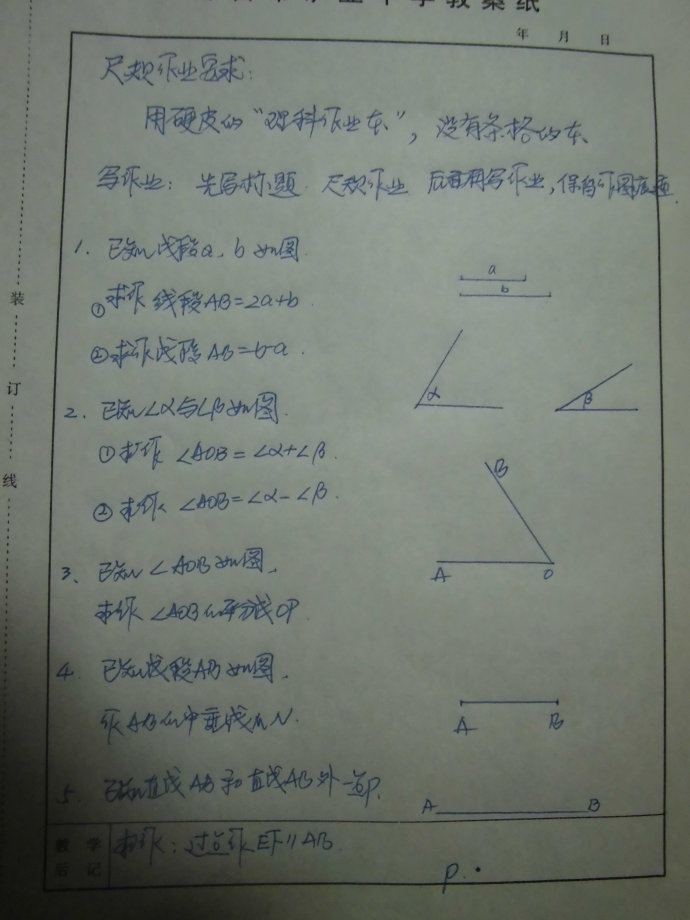 学教案纸
年 月 日
尺规作业要求:
用硬皮的“理科作业本”, 没有条格的本
写作业: 先写标题 尺规作业 后面再写作业, 保留作图痕迹.
1. 已知线段a、b 如图
a
b
①求作 线段AB=2a+b
②求作线段 AB=b-a.
2. 已知∠α与∠β如图.
α
β
①求作 ∠AOB=∠α+∠β.
②求作 ∠AOB=∠α-∠β.
B
A O
3. 已知∠AOB如图,
求作 ∠AOB的平分线OP
4. 已知线段AB如图,
作AB的中垂线MN.
A B
5. 已知直线AB和直线AB外一点P.
A B
求作: 过点作EF∥AB
P.
教学
后记
装
订
线